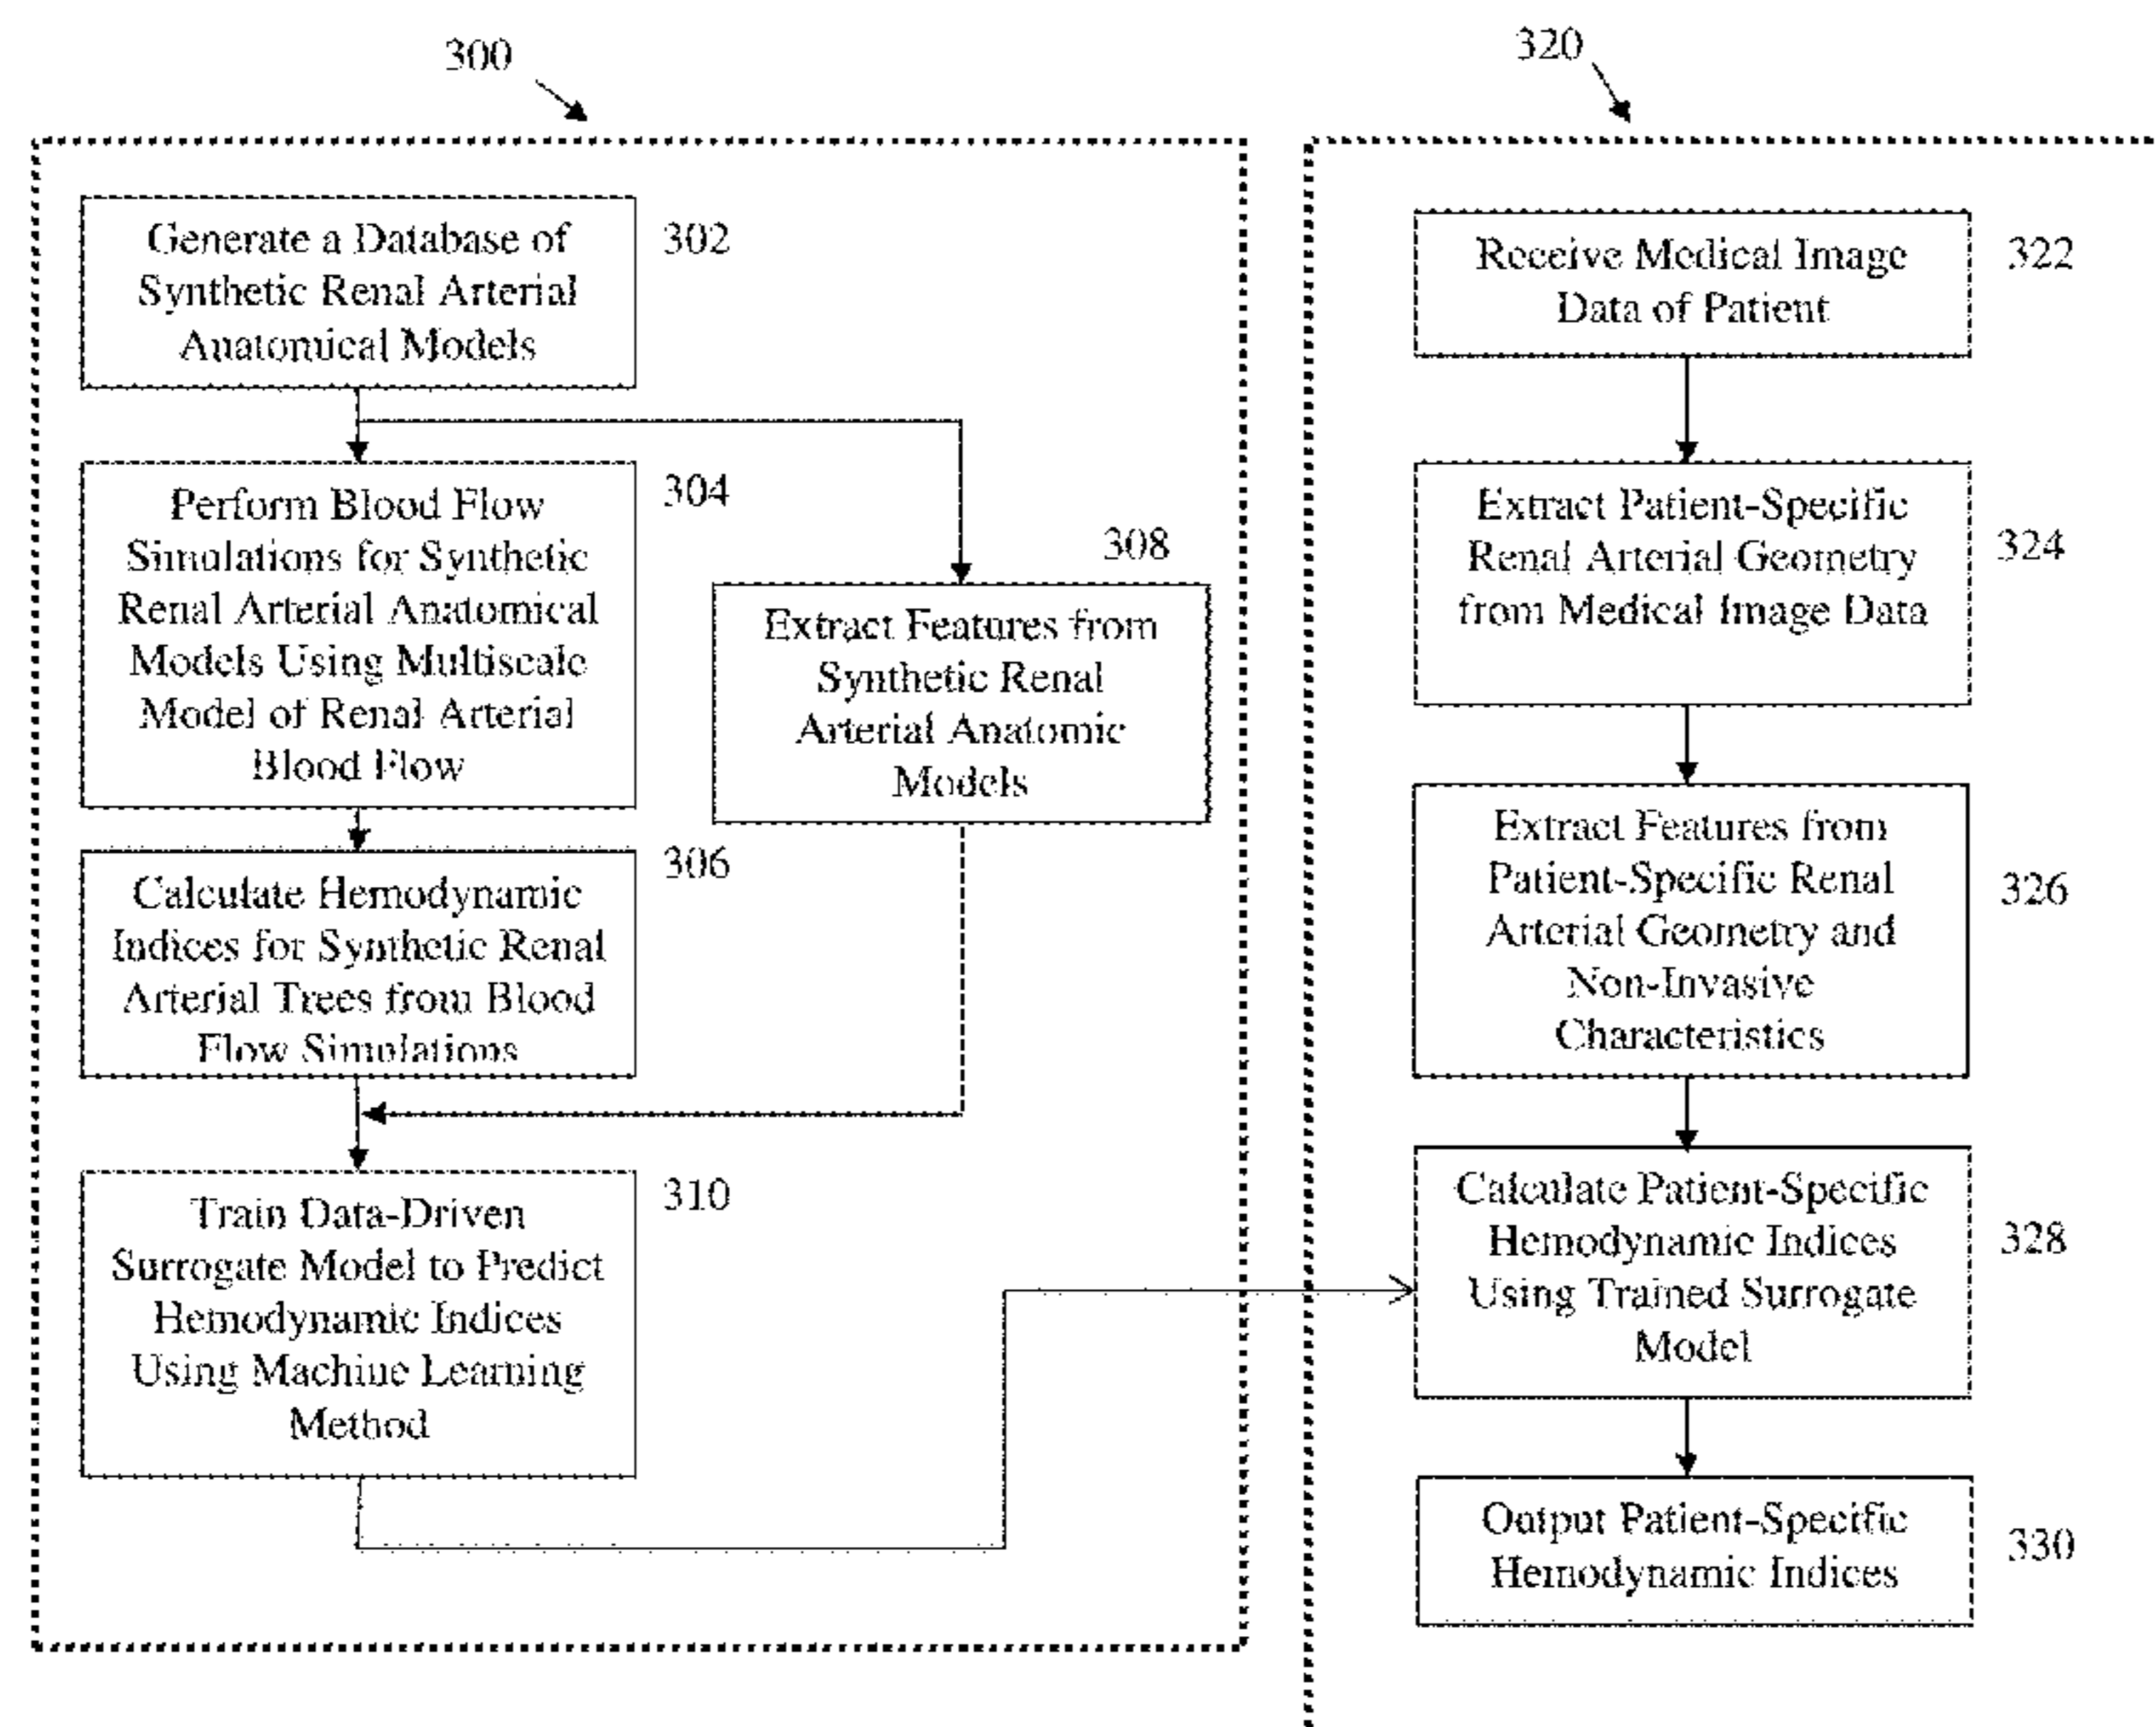 300
302
Generate a Database of
Synthetic Renal Arterial
Anatomical Models
304
Perform Blood Flow
Simulations for Synthetic
Renal Arterial Anatomical
Models Using Multiscale
Model of Renal Arterial
Blood Flow
308
Extract Features from
Synthetic Renal
Arterial Anatomic
Models
306
Calculate Hemodynamic
Indices for Synthetic Renal
Arterial Trees from Blood
Flow Simulations
310
Train Data-Driven
Surrogate Model to Predict
Hemodynamic Indices
Using Machine Learning
Method
320
Receive Medical Image
Data of Patient
322
Extract Patient-Specific
Renal Arterial Geometry
from Medical Image Data
324
Extract Features from
Patient-Specific Renal
Arterial Geometry and
Non-Invasive
Characteristics
326
Calculate Patient-Specific
Hemodynamic Indices
Using Trained Surrogate
Model
328
Output Patient-Specific
Hemodynamic Indices
330